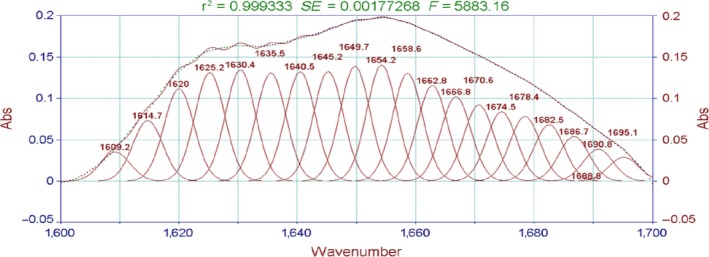 r² = 0.999333 SE = 0.00177268 F = 5883.16
0.2 0.2
1635.5 1649.7
1625.2 1630.4 1640.5 1645.2 1654.2 1658.6
0.15 0.15
1620 1662.8 1670.6
1614.7 1666.8 1678.4
0.1 0.1
Abs 1674.5 1682.5 Abs
1609.2 1686.7 1695.1
0.05 0.05
1690.8
1688.8
0 0
−0.05 −0.05
1,600 1,620 1,640 1,660 1,680 1,700
Wavenumber